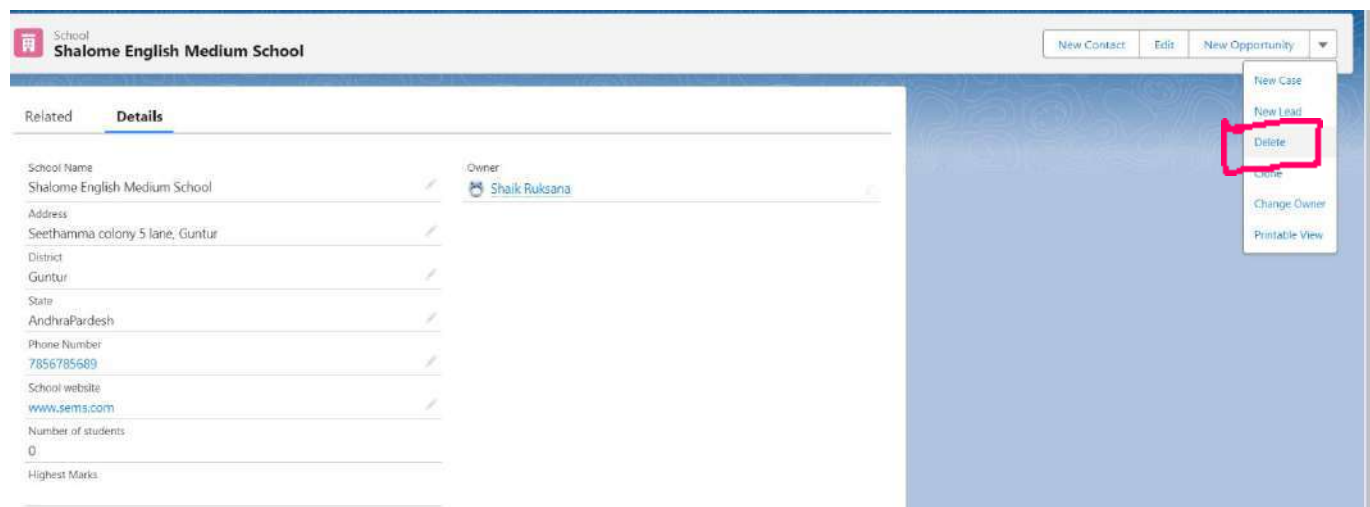 School
Shalome English Medium School
New Contact
Edit
New Opportunity
New Case
New Lead
Delete
Clone
Change Owner
Printable View
Related
Details
School Name
Shalome English Medium School
Address
Seethamma colony 5 lane, Guntur
District
Guntur
State
AndhraPardesh
Phone Number
7856785689
School website
www.sems.com
Number of students
0
Highest Marks
Owner
Shaik Ruksana